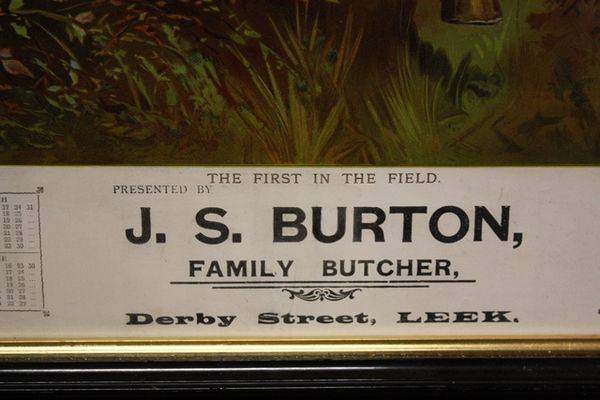 THE FIRST IN THE FIELD.
PRESENTED BY
J. S. BURTON,
FAMILY BUTCHER,
Derby Street, LEEK.